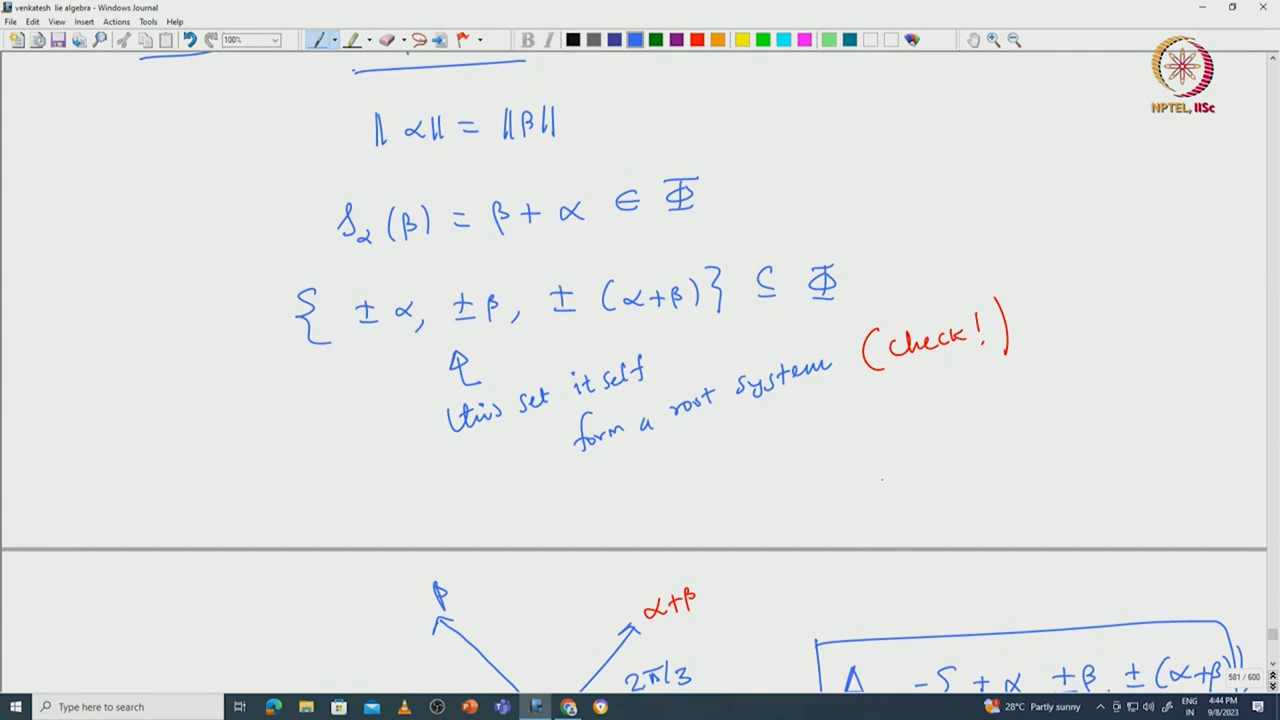 venkatesh lie algebra - Windows Journal
File Edit View Insert Actions Tools Help
100%
NPTEL, IISc
‖α‖ = ‖β‖
S_α(β) = β + α ∈ Φ
{ ± α, ± β, ± (α+β) } ⊆ Φ
this set itself
form a root system (check!)
β
α+β
2π/3
± α, ± β, ± (α+β)
581 / 600
Type here to search
28°C Partly sunny
ENG
IN
4:44 PM
9/8/2023